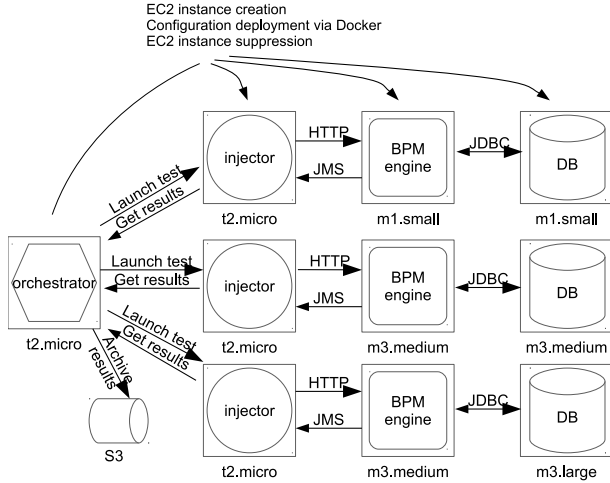 EC2 instance creation
Configuration deployment via Docker
EC2 instance suppression
HTTP
injector
BPM
engine
JDBC
DB
JMS
Launch test
Get results
t2.micro
m1.small
m1.small
orchestrator
Launch test
Get results
HTTP
injector
BPM
engine
JDBC
DB
JMS
t2.micro
t2.micro
m3.medium
m3.medium
Launch test
Get results
Archive
results
HTTP
injector
BPM
engine
JDBC
DB
JMS
S3
t2.micro
m3.medium
m3.large